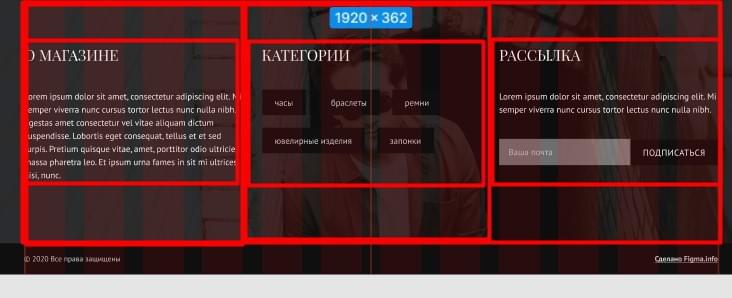 1920 × 362
О МАГАЗИНЕ
orem ipsum dolor sit amet, consectetur adipiscing elit. N
emper viverra nunc cursus tortor lectus nunc nulla nibh.
gestas amet consectetur vel vitae aliquam dictum
uspendisse. Lobortis eget consequat, tellus et et sed
urpis. Pretium quisque vitae, amet, porttitor odio ultricie
massa pharetra leo. Et ipsum urna fames in sit mi ultrices
isi, nunc.
КАТЕГОРИИ
часы
браслеты
ремни
ювелирные изделия
запонки
РАССЫЛКА
Lorem ipsum dolor sit amet, consectetur adipiscing elit. Mi
semper viverra nunc cursus tortor lectus nunc nulla nibh.
Ваша почта
ПОДПИСАТЬСЯ
© 2020 Все права защищены
Сделано Figma.info